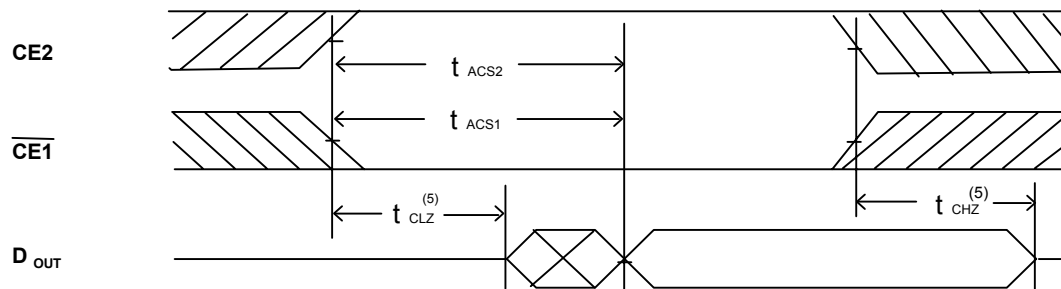 CE2
t ACS2
CE1
t ACS1
t CLZ (5)
t CHZ (5)
D OUT